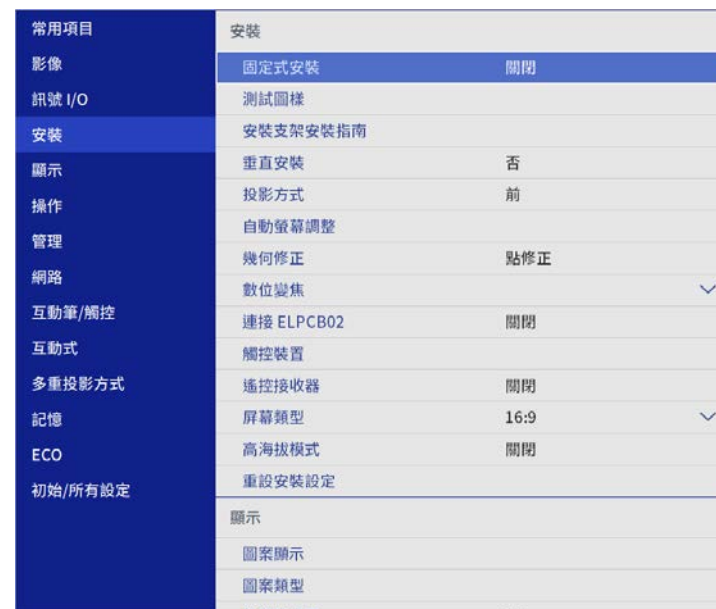 常用項目
影像
訊號 I/O
安裝
顯示
操作
管理
網路
互動筆/觸控
互動式
多重投影方式
記憶
ECO
初始/所有設定
安裝
固定式安裝 關閉
測試圖樣
安裝支架安裝指南
垂直安裝 否
投影方式 前
自動螢幕調整
幾何修正 點修正
數位變焦
連接 ELPCB02 關閉
觸控裝置
遙控接收器 關閉
屏幕類型 16:9
高海拔模式 關閉
重設安裝設定
顯示
圖案顯示
圖案類型